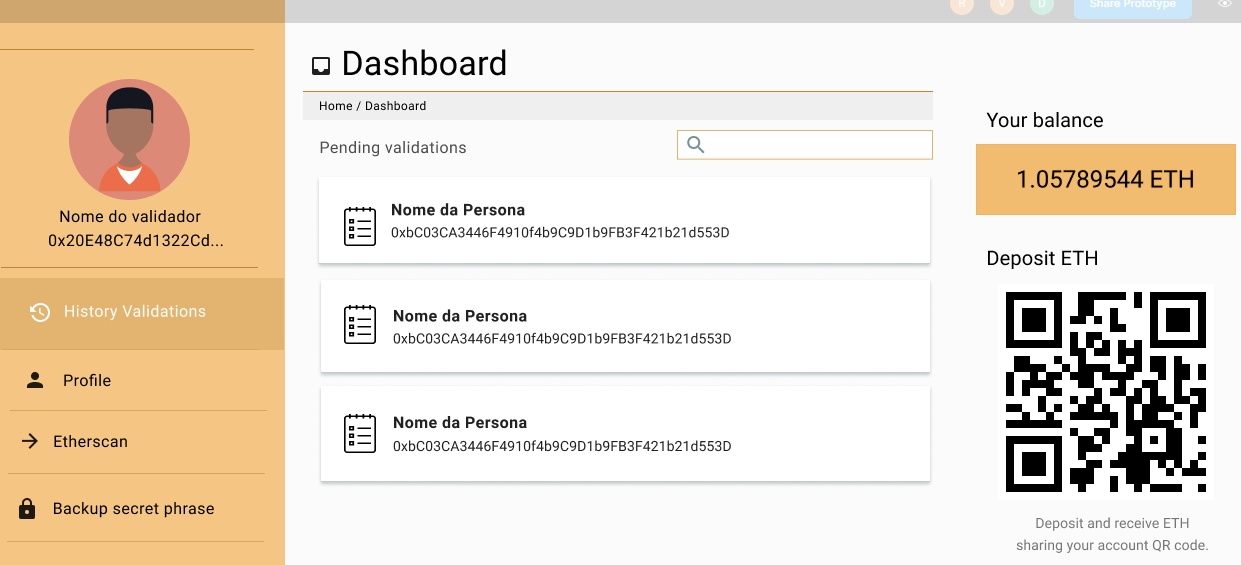 R V D Share Prototype
Nome do validador
0x20E48C74d1322Cd...
History Validations
Profile
Etherscan
Backup secret phrase
Dashboard
Home / Dashboard
Pending validations
Nome da Persona
0xbC03CA3446F4910f4b9C9D1b9FB3F421b21d553D
Nome da Persona
0xbC03CA3446F4910f4b9C9D1b9FB3F421b21d553D
Nome da Persona
0xbC03CA3446F4910f4b9C9D1b9FB3F421b21d553D
Your balance
1.05789544 ETH
Deposit ETH
Deposit and receive ETH
sharing your account QR code.